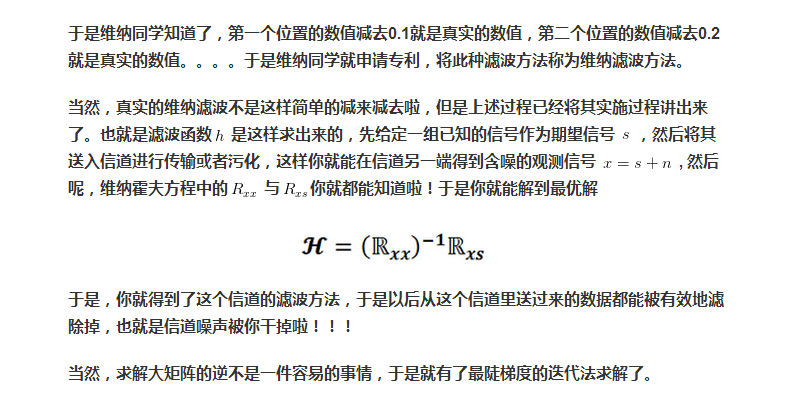 于是维纳同学知道了，第一个位置的数值减去0.1就是真实的数值，第二个位置的数值减去0.2
就是真实的数值。。。。于是维纳同学就申请专利，将此种滤波方法称为维纳滤波方法。
当然，真实的维纳滤波不是这样简单的减来减去啦，但是上述过程已经将其实施过程讲出来
了。也就是滤波函数 h 是这样求出来的，先给定一组已知的信号作为期望信号 s ，然后将其
送入信道进行传输或者污化，这样你就能在信道另一端得到含噪的观测信号 x = s + n ，然后
呢，维纳霍夫方程中的 R_{xx} 与 R_{xs} 你就都能知道啦！于是你就能解到最优解
𝓗 = (ℝ_{xx})^{-1}ℝ_{xs}
于是，你就得到了这个信道的滤波方法，于是以后从这个信道里送过来的数据都能被有效地滤
除掉，也就是信道噪声被你干掉啦！！！
当然，求解大矩阵的逆不是一件容易的事情，于是就有了最陡梯度的迭代法求解了。